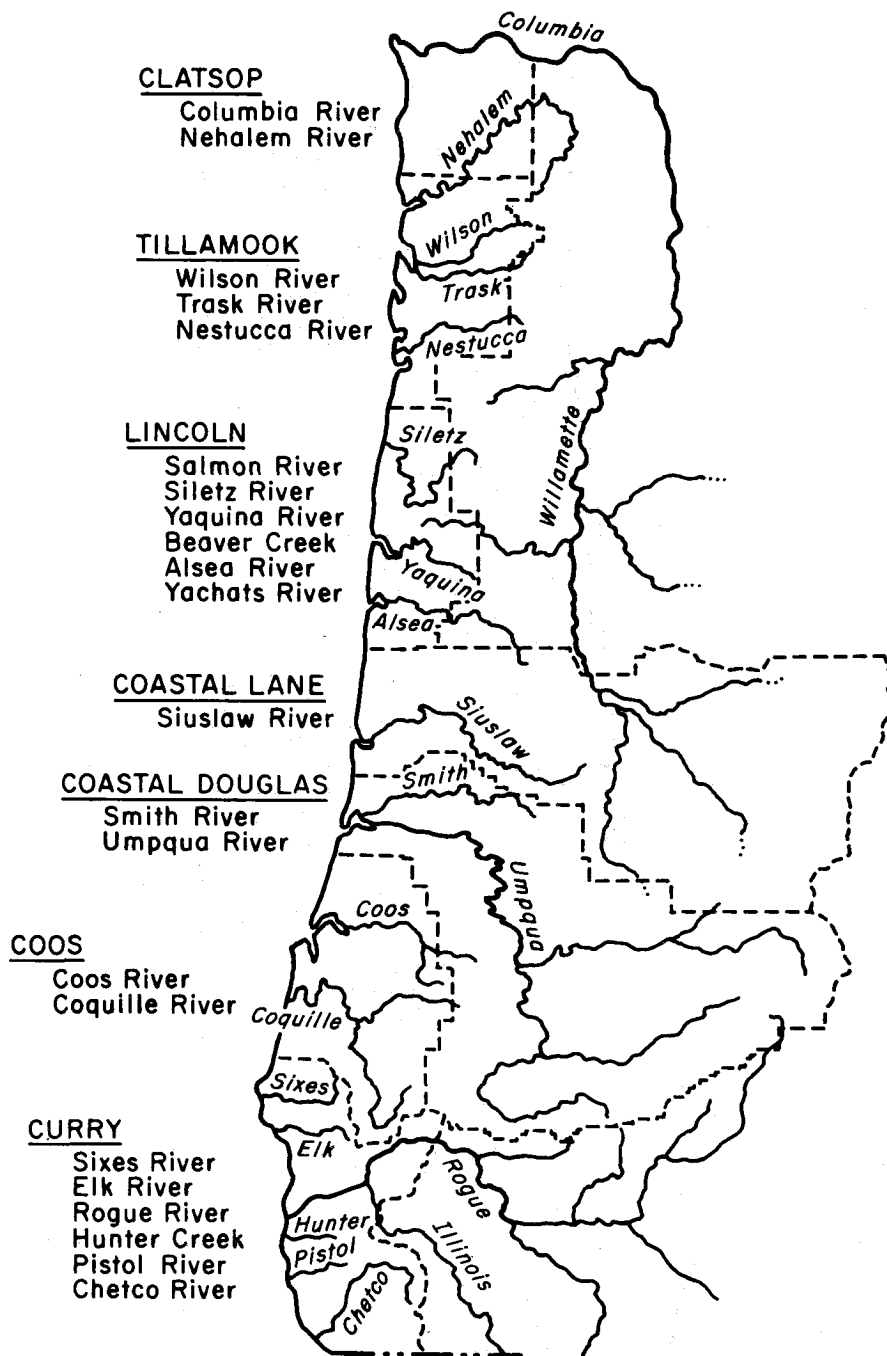 Columbia
CLATSOP
Columbia River
Nehalem River
Nehalem
Wilson
TILLAMOOK
Wilson River
Trask River
Nestucca River
Trask
Nestucca
LINCOLN
Salmon River
Siletz River
Yaquina River
Beaver Creek
Alsea River
Yachats River
Siletz
Willamette
Yaquina
Alsea
COASTAL LANE
Siuslaw River
Siuslaw
COASTAL DOUGLAS
Smith River
Umpqua River
Smith
Umpqua
COOS
Coos River
Coquille River
Coos
Coquille
Sixes
CURRY
Sixes River
Elk River
Rogue River
Hunter Creek
Pistol River
Chetco River
Elk
Rogue
Hunter
Pistol
Illinois
Chetco